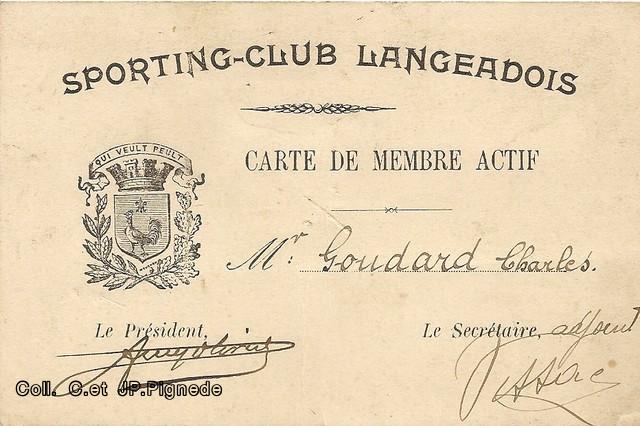 SPORTING-CLUB LANGEADOIS
QUI VEULT PEULT
CARTE DE MEMBRE ACTIF
Mr. Goudard Charles.
Le Président,
Le Secrétaire, adjoint
Coll. C.et JP.Pignede